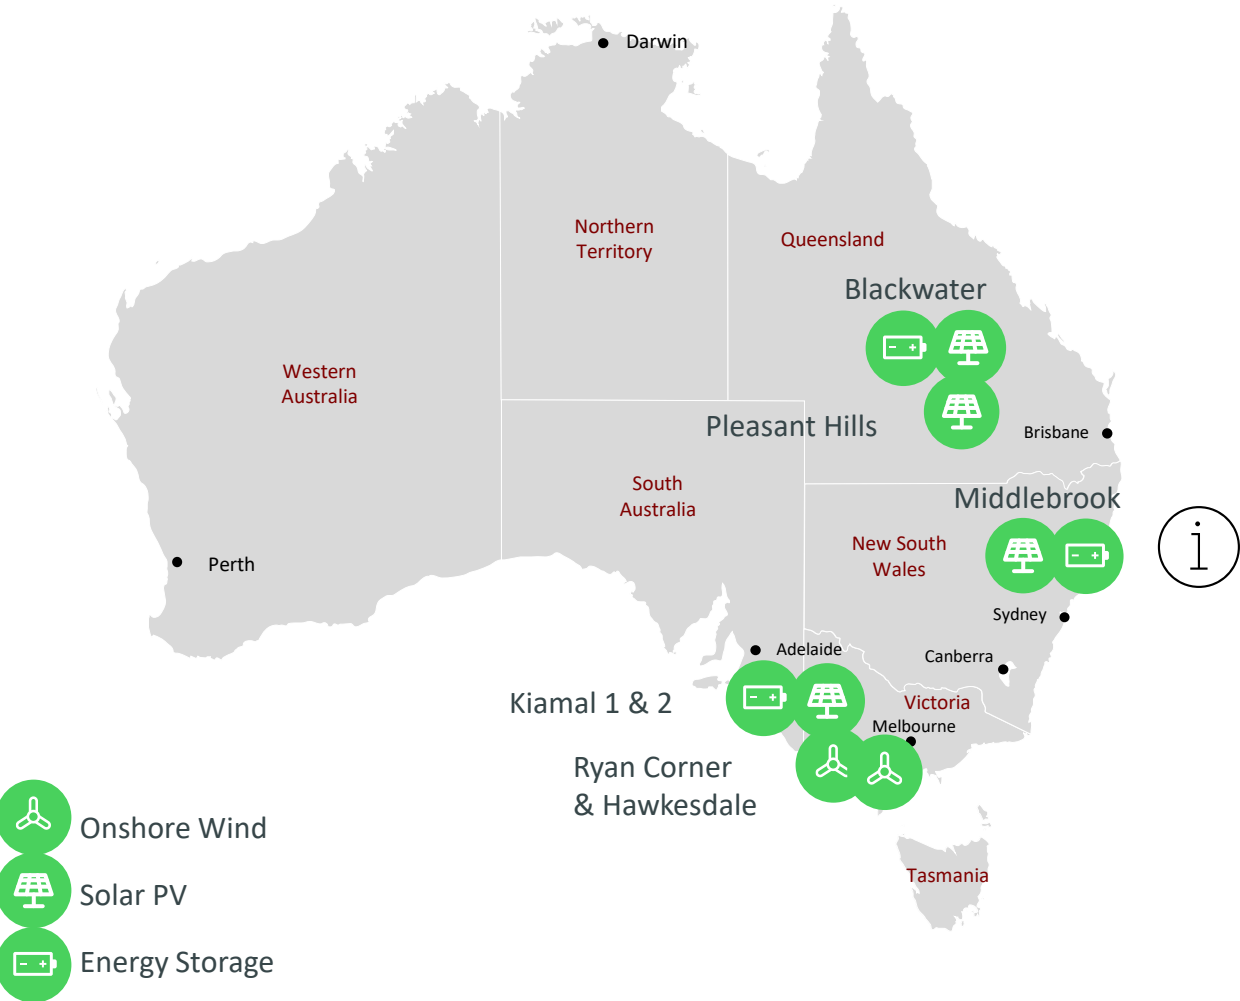 Darwin
Northern
Territory
Queensland
Blackwater
Western
Australia
Pleasant Hills
Brisbane
South
Australia
Middlebrook
New South
Wales
i
Perth
Sydney
Adelaide
Canberra
Kiamal 1 & 2
Victoria
Melbourne
Ryan Corner
& Hawkesdale
Onshore Wind
Tasmania
Solar PV
Energy Storage